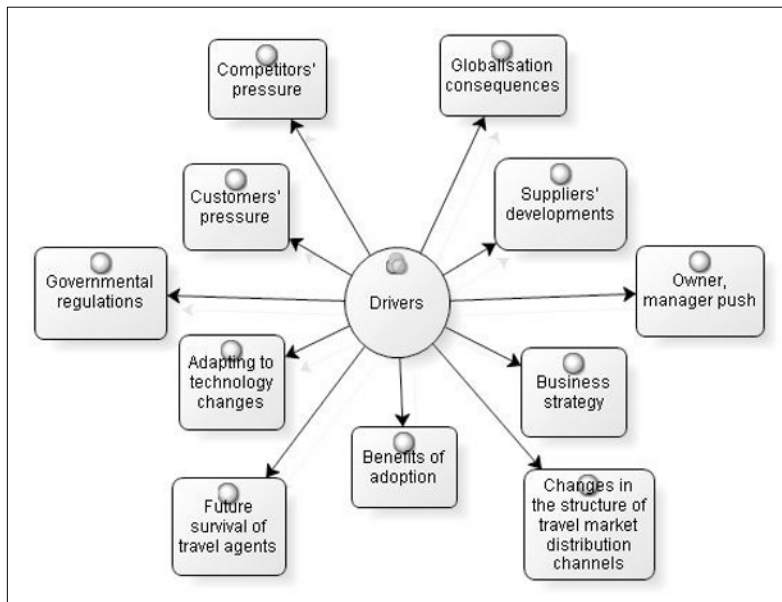 Competitors'
pressure
Globalisation
consequences
Customers'
pressure
Suppliers'
developments
Governmental
regulations
Drivers
Owner,
manager push
Adapting to
technology
changes
Business
strategy
Benefits of
adoption
Future
survival of
travel agents
Changes in
the structure of
travel market
distribution
channels